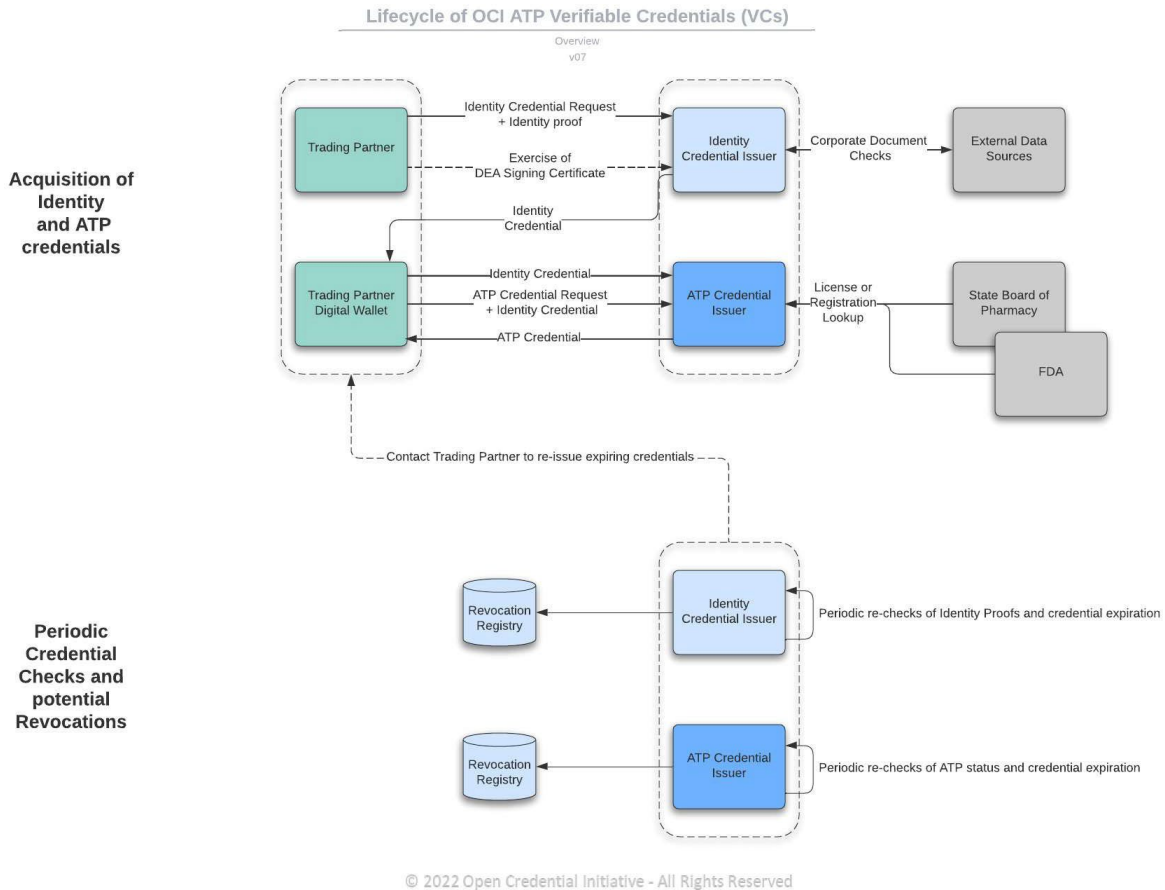 Lifecycle of OCI ATP Verifiable Credentials (VCs)
Overview
v07
Acquisition of
Identity
and ATP
credentials
Trading Partner
Identity Credential Request
+ Identity proof
Exercise of
DEA Signing Certificate
Identity
Credential Issuer
Corporate Document
Checks
External Data
Sources
Identity
Credential
Trading Partner
Digital Wallet
Identity Credential
ATP Credential Request
+ Identity Credential
ATP Credential
ATP Credential
Issuer
License or
Registration
Lookup
State Board of
Pharmacy
FDA
Contact Trading Partner to re-issue expiring credentials
Periodic
Credential
Checks and
potential
Revocations
Revocation
Registry
Identity
Credential Issuer
Periodic re-checks of Identity Proofs and credential expiration
Revocation
Registry
ATP Credential
Issuer
Periodic re-checks of ATP status and credential expiration
© 2022 Open Credential Initiative - All Rights Reserved